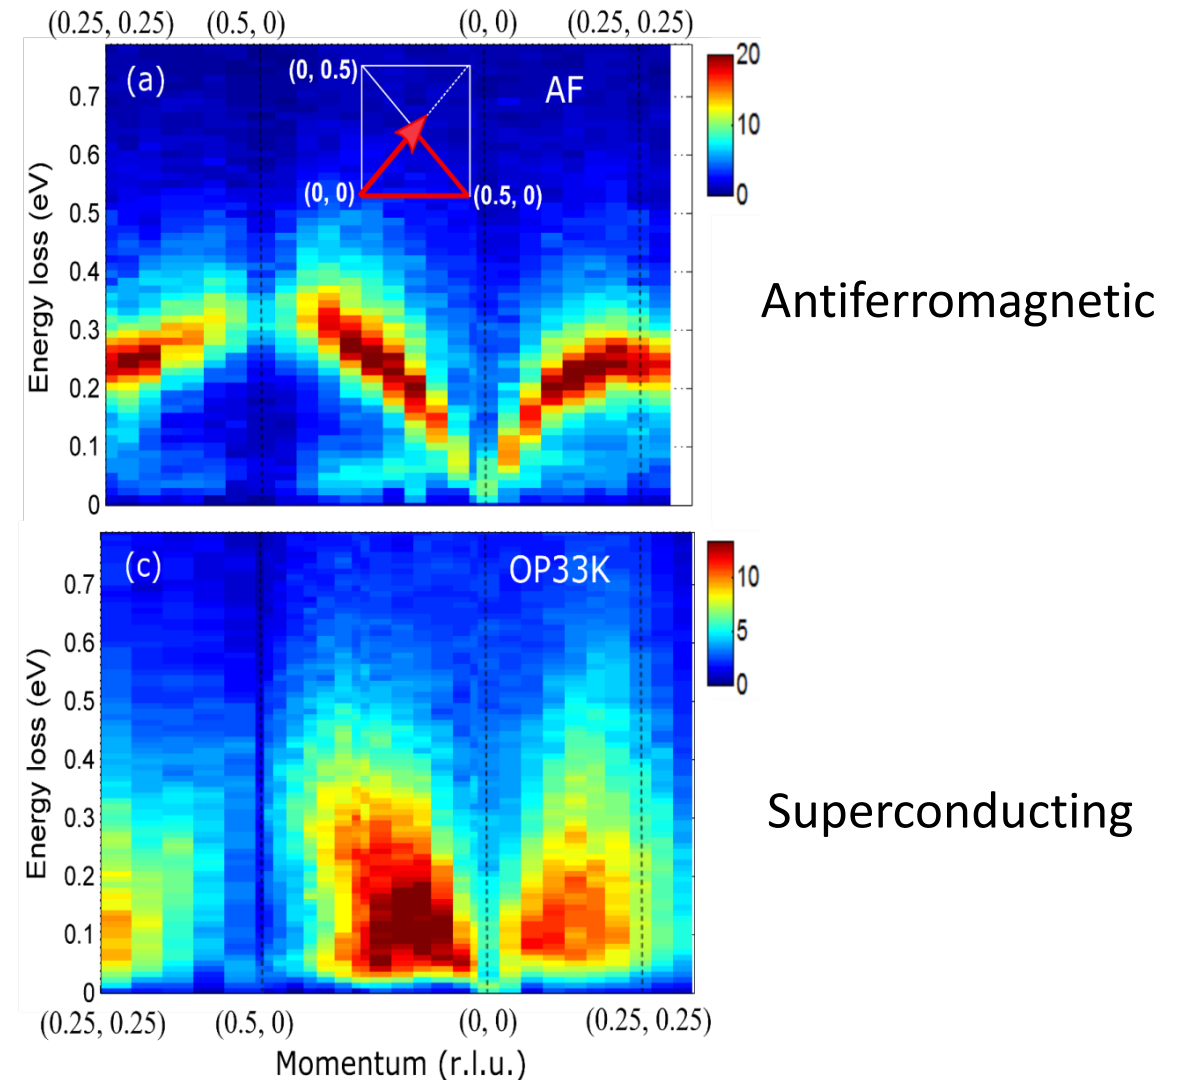 (0.25, 0.25) (0.5, 0) (0, 0) (0.25, 0.25)
(a) (0, 0.5) AF 20
0.7
10
0.6
(0, 0) (0.5, 0) 0
0.5
0.4
Antiferromagnetic
0.3
0.2
0.1
0
Energy loss (eV)
(c) OP33K
0.7 10
0.6 5
0
0.5
0.4
0.3
Superconducting
0.2
0.1
0
Energy loss (eV)
(0.25, 0.25) (0.5, 0) (0, 0) (0.25, 0.25)
Momentum (r.l.u.)